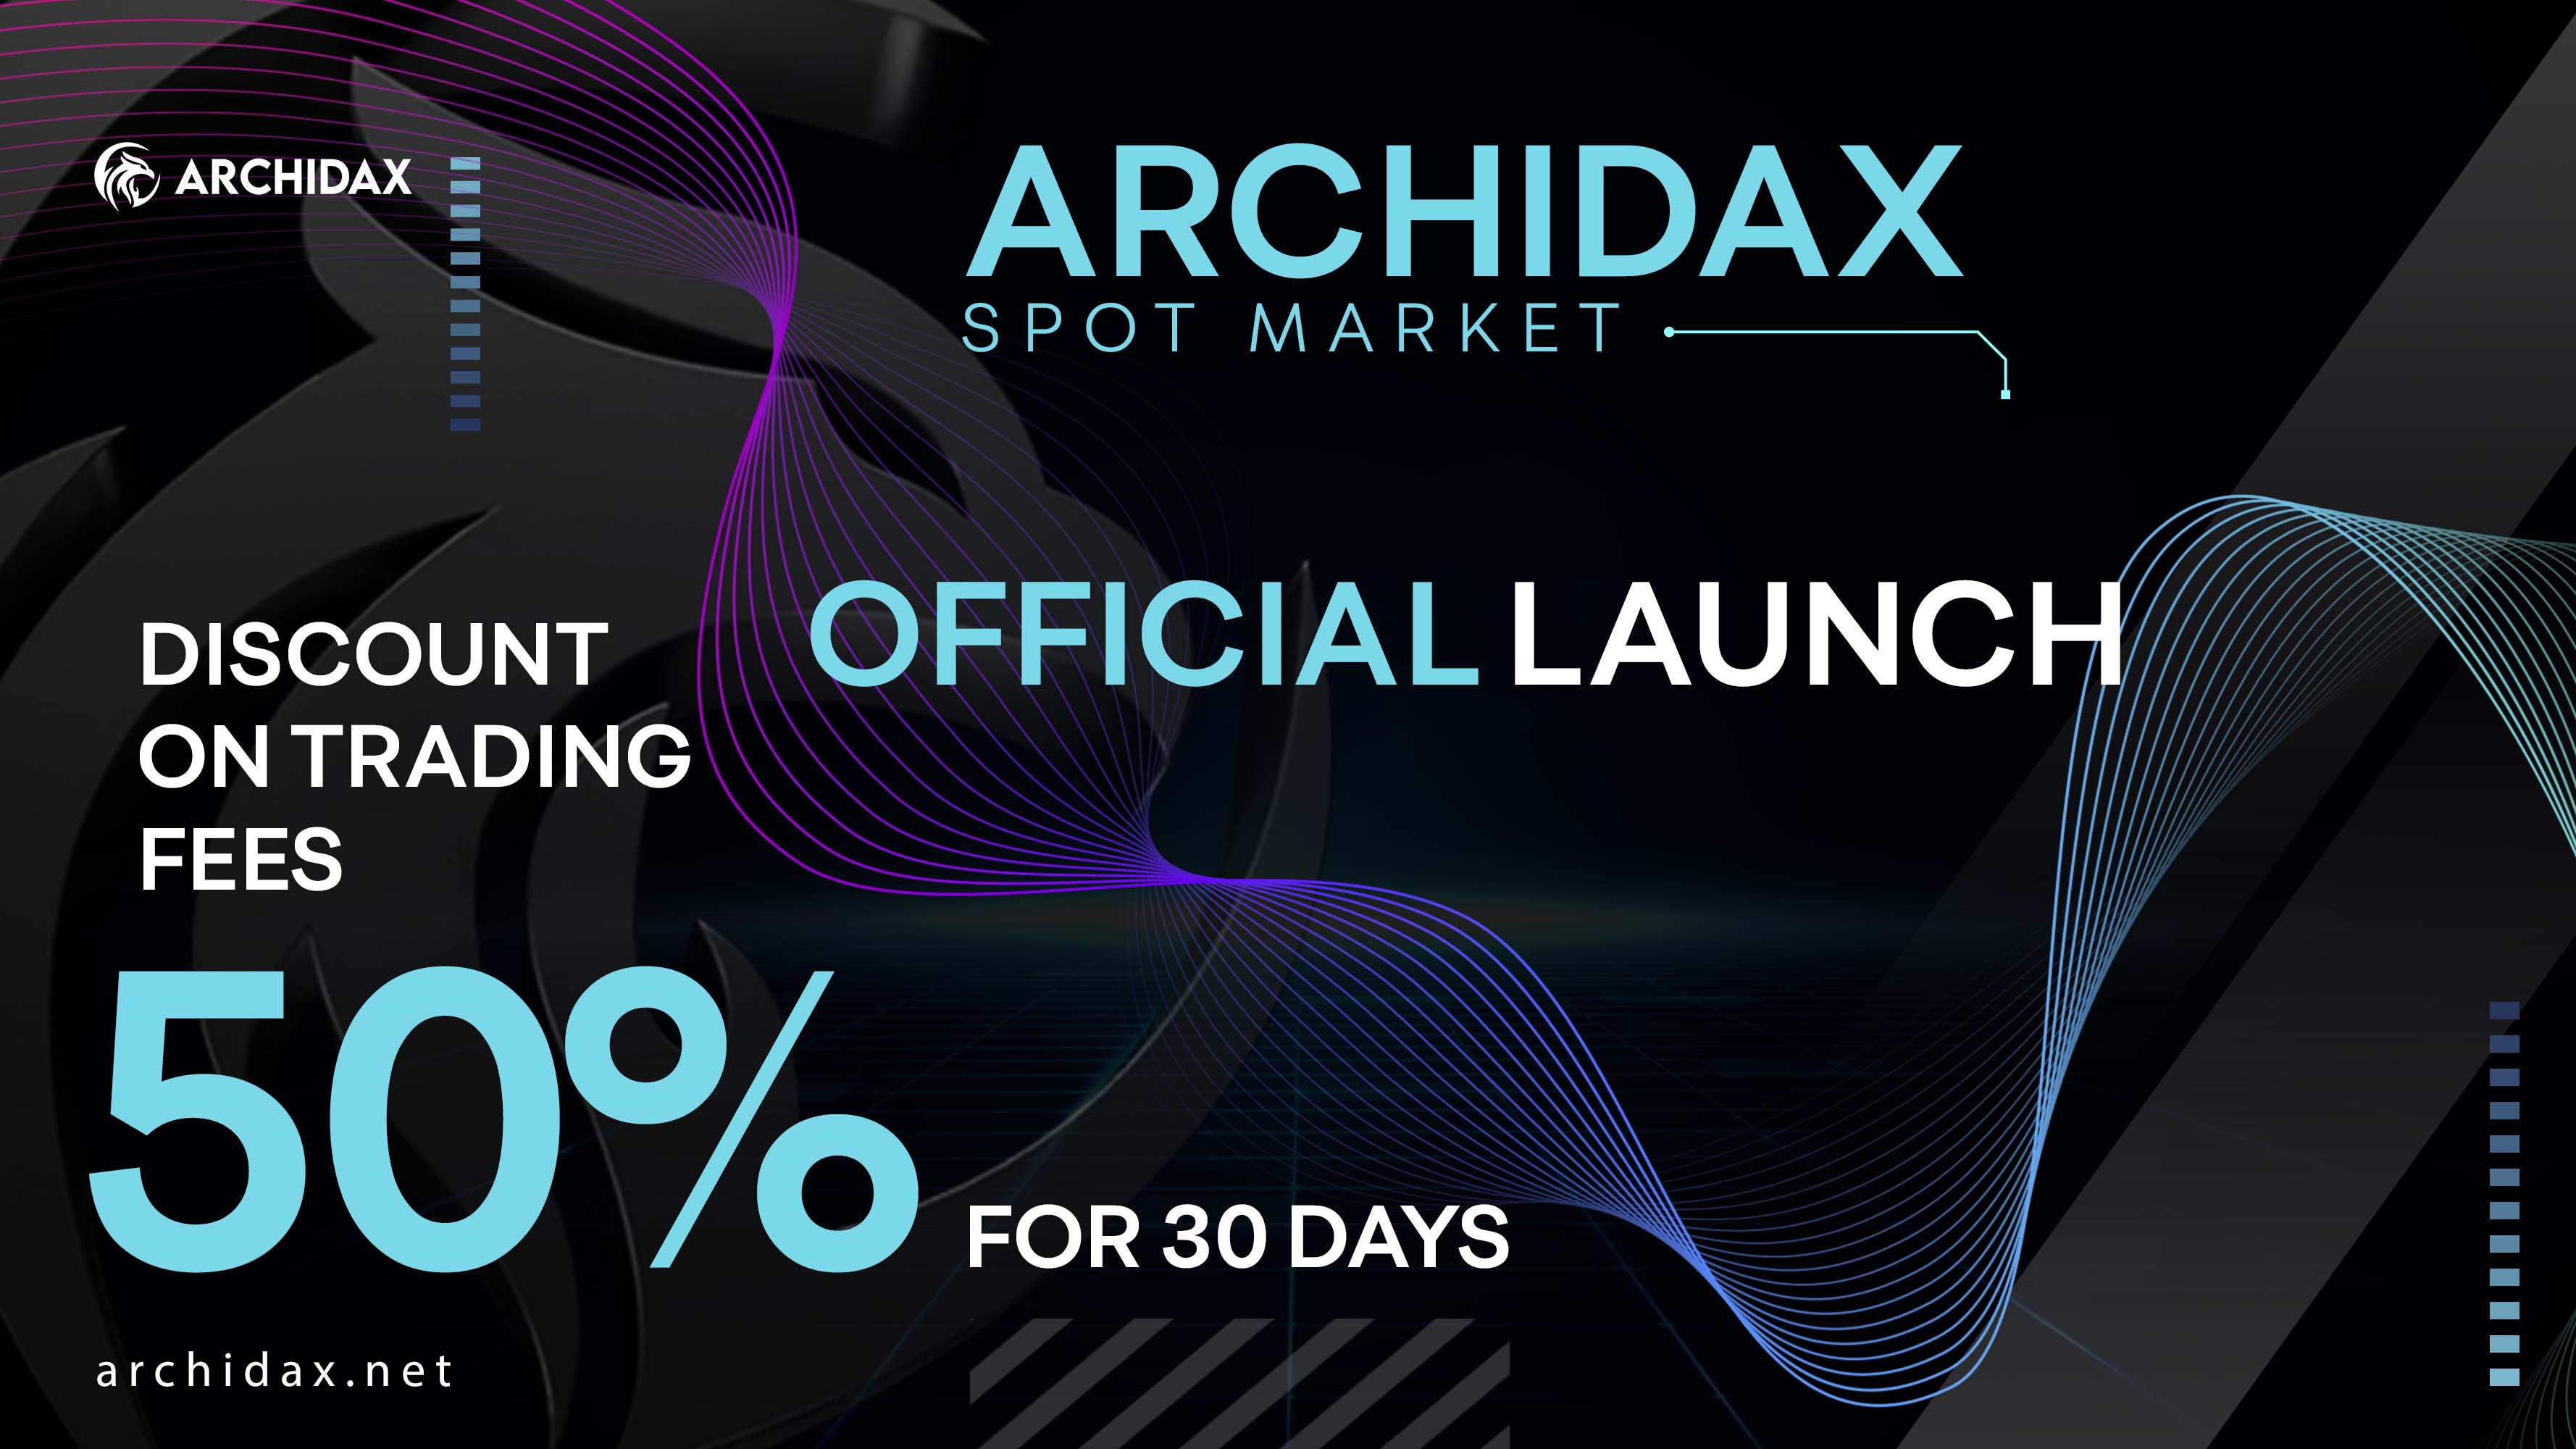 ARCHIDAX
ARCHIDAX
SPOT MARKET
OFFICIAL LAUNCH
DISCOUNT
ON TRADING
FEES
50% FOR 30 DAYS
archidax.net